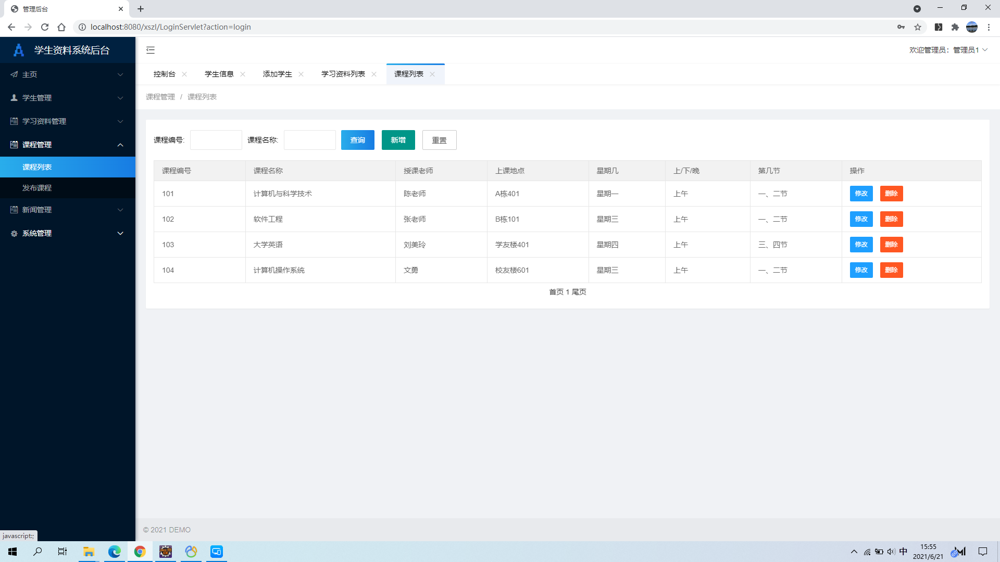 管理后台
localhost:8080/xszl/LoginServlet?action=login
学生资料系统后台
欢迎管理员：管理员1
主页
学生管理
学习资料管理
课程管理
课程列表
发布课程
新闻管理
系统管理
控制台 学生信息 添加学生 学习资料列表 课程列表
课程管理 / 课程列表
课程编号: 课程名称: 查询 新增 重置
课程编号 课程名称 授课老师 上课地点 星期几 上/下/晚 第几节 操作
101 计算机与科学技术 陈老师 A栋401 星期一 上午 一、二节 修改 删除
102 软件工程 张老师 B栋101 星期三 上午 一、二节 修改 删除
103 大学英语 刘美玲 学友楼401 星期四 上午 三、四节 修改 删除
104 计算机操作系统 文勇 校友楼601 星期三 上午 一、二节 修改 删除
首页 1 尾页
© 2021 DEMO
javascript:;
中
15:55
2021/6/21